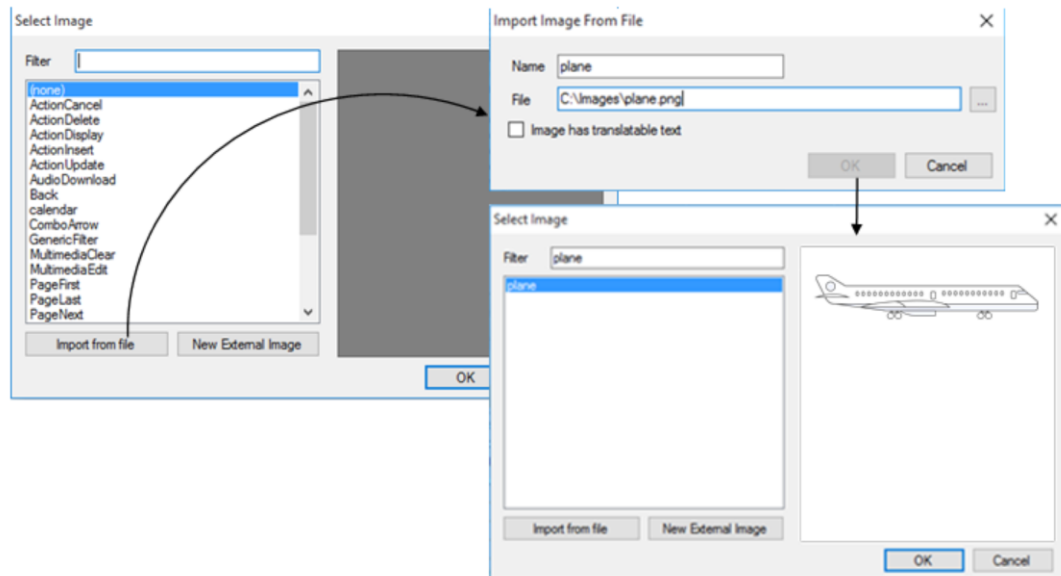 Select Image
Filter
(none)
ActionCancel
ActionDelete
ActionDisplay
ActionInsert
ActionUpdate
AudioDownload
Back
calendar
ComboArrow
GenericFilter
MultimediaClear
MultimediaEdit
PageFirst
PageLast
PageNext
Import from file New External Image
OK
Import Image From File
Name plane
File C:\Images\plane.png
...
Image has translatable text
OK Cancel
Select Image
Filter plane
plane
Import from file New External Image
OK Cancel